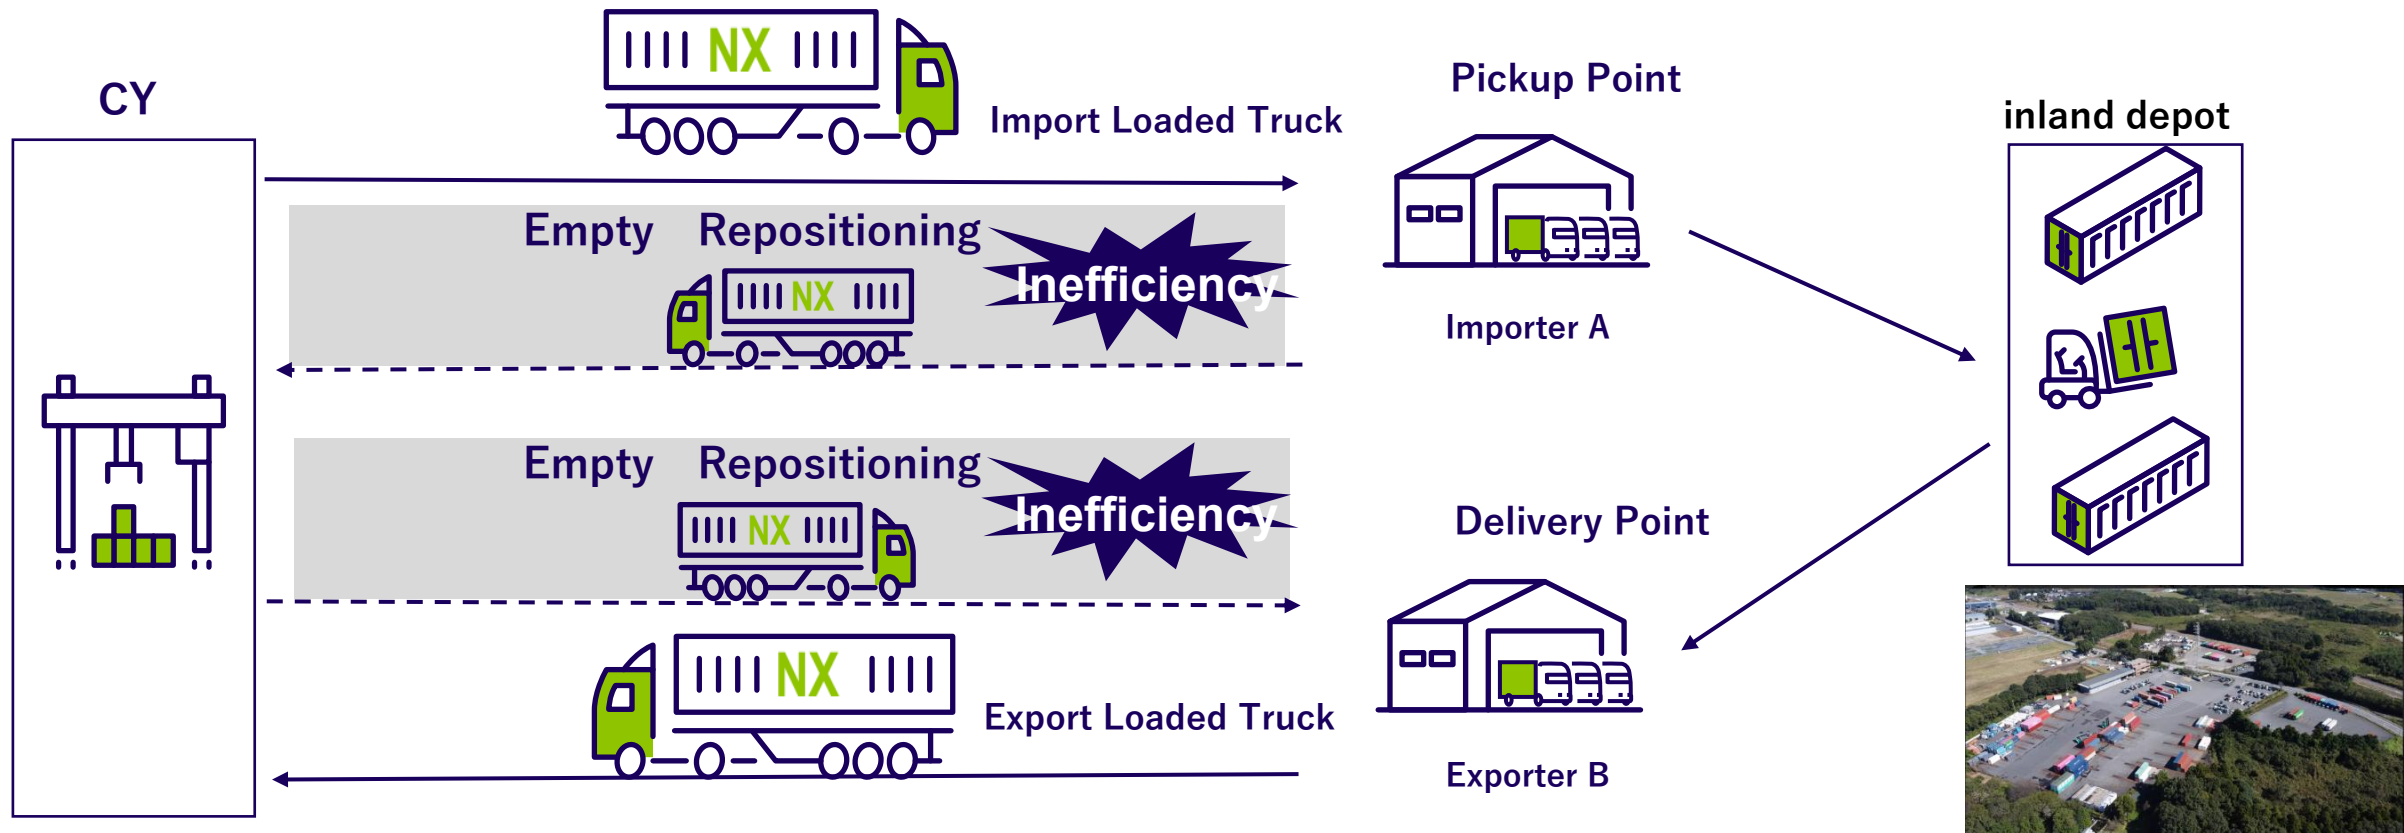 NX
CY
Import Loaded Truck
Pickup Point
inland depot
Empty Repositioning
Inefficiency
NX
Importer A
Empty Repositioning
Inefficiency
NX
Delivery Point
NX
Export Loaded Truck
Exporter B